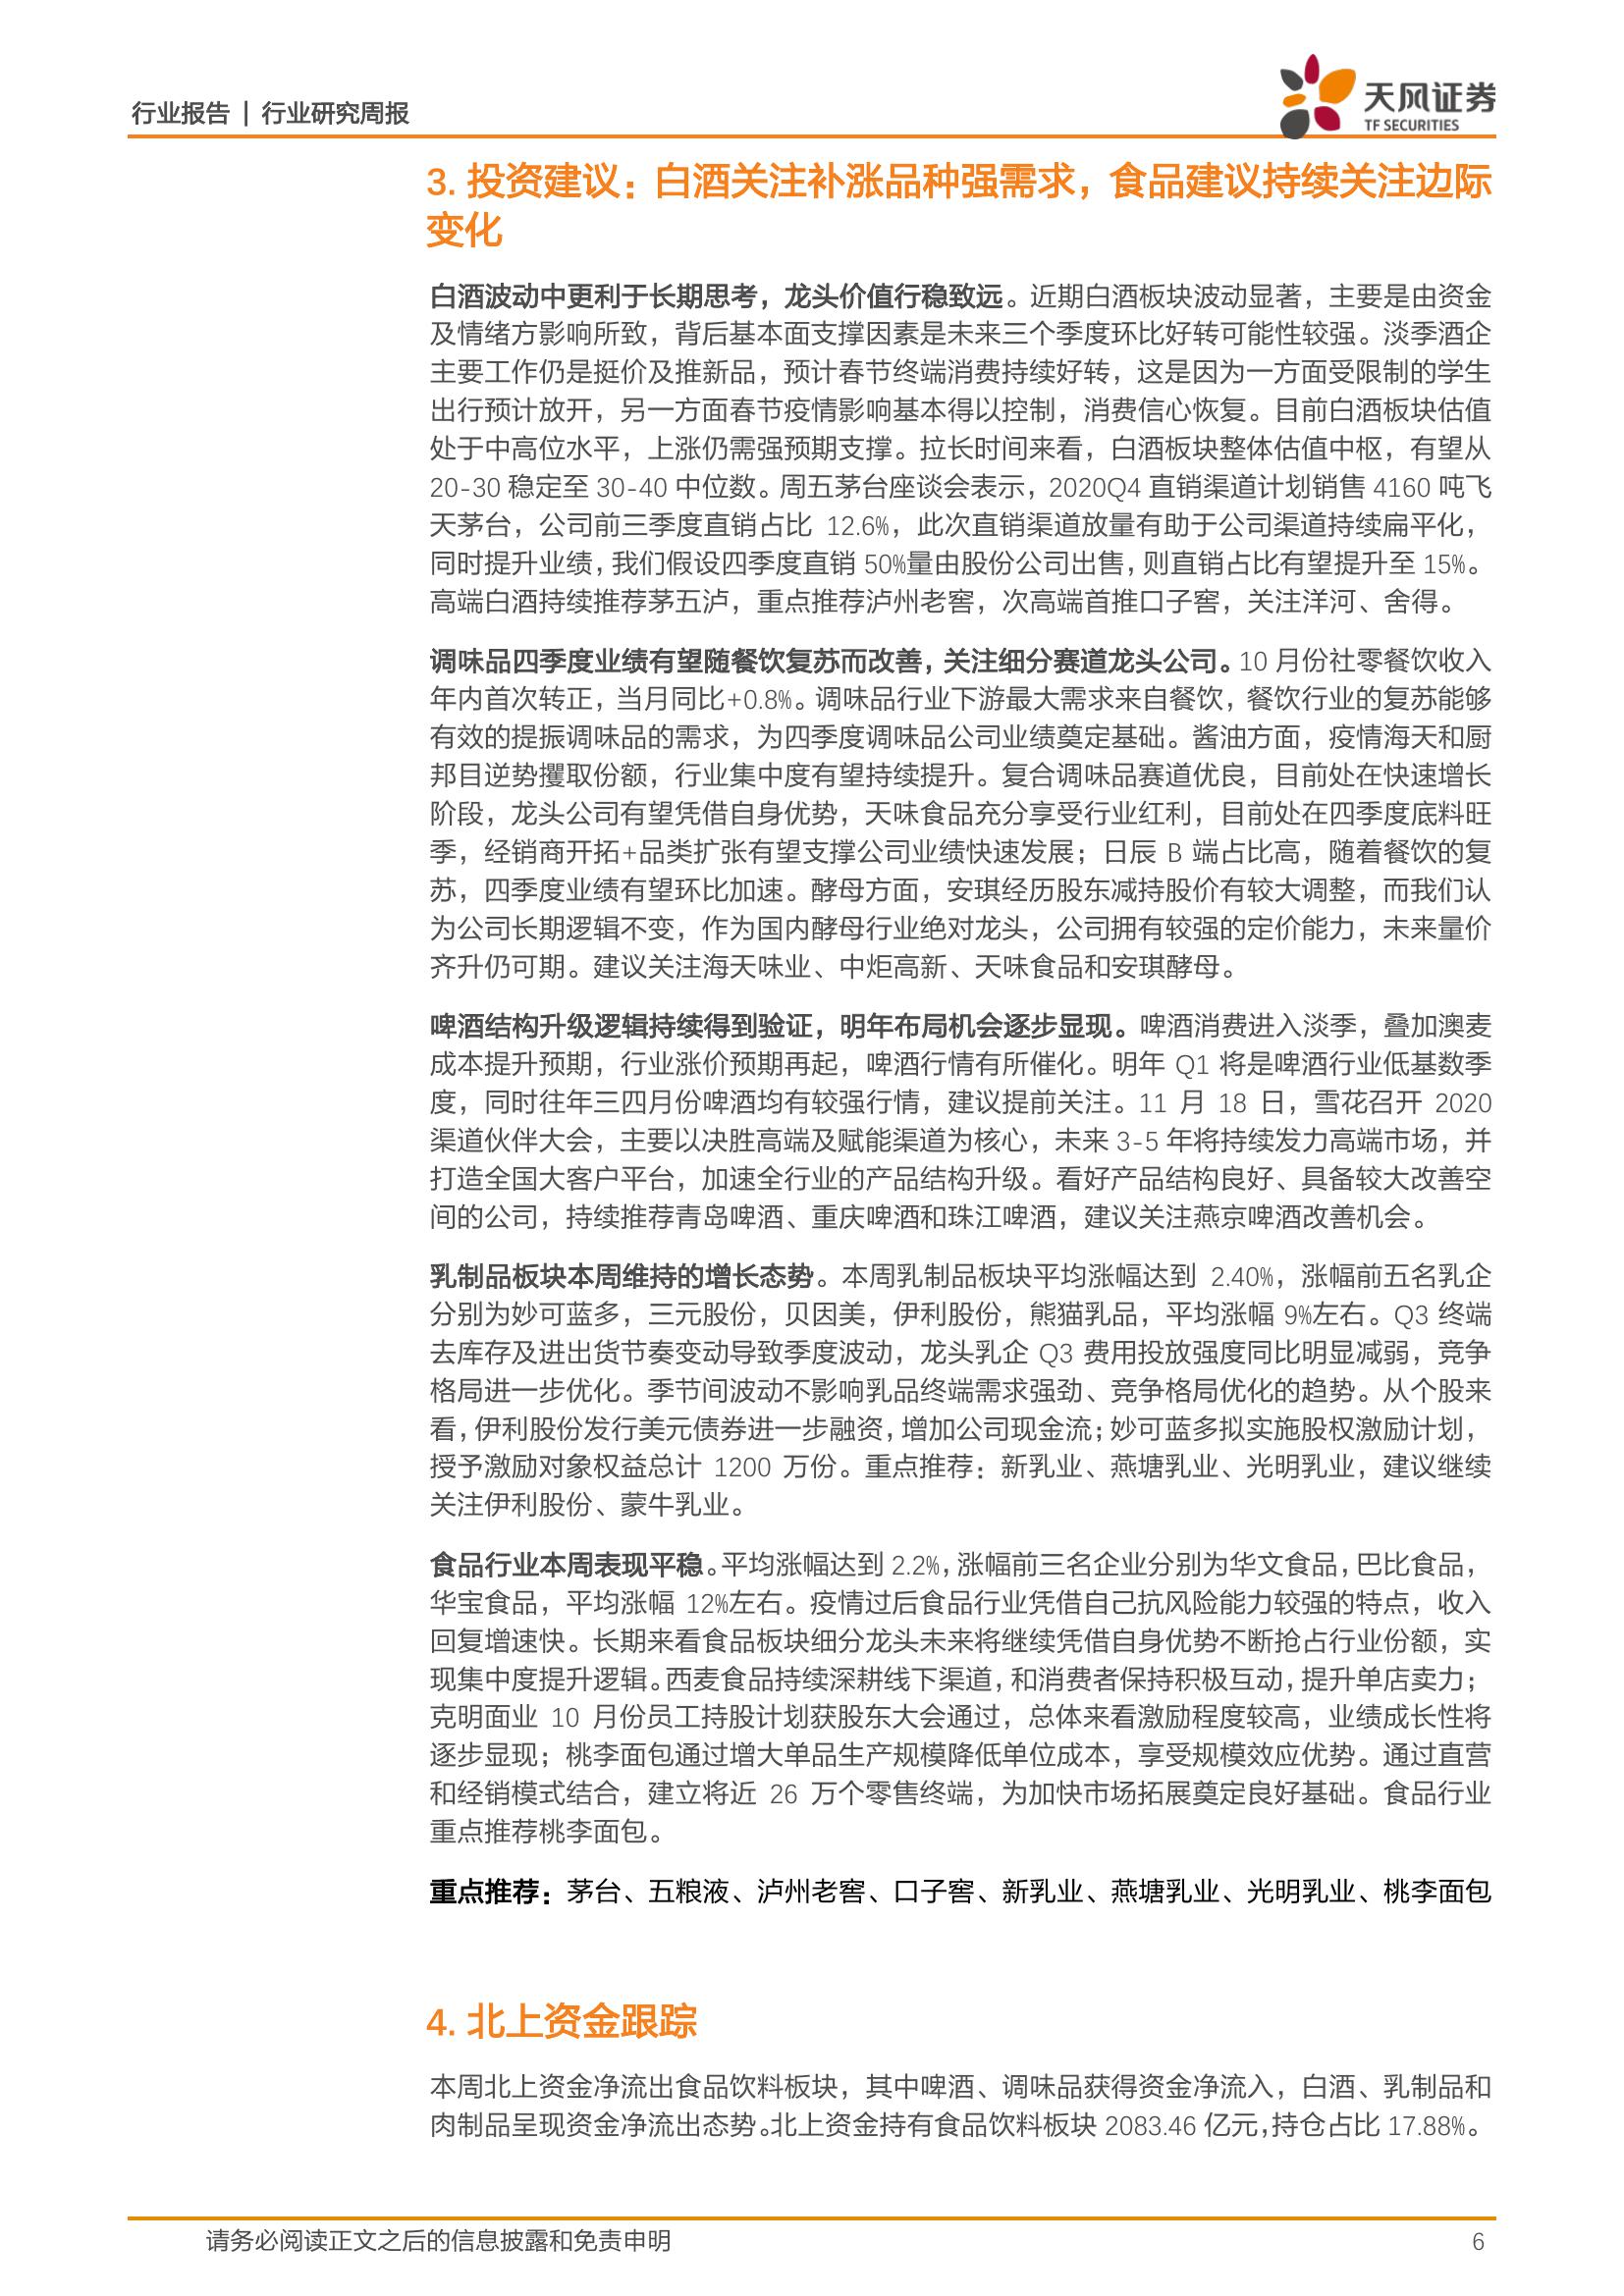 行业报告 | 行业研究周报
天风证券
TF SECURITIES
3. 投资建议：白酒关注补涨品种强需求，食品建议持续关注边际
变化
白酒波动中更利于长期思考，龙头价值行稳致远。近期白酒板块波动显著，主要是由资金
及情绪方影响所致，背后基本面支撑因素是未来三个季度环比好转可能性较强。淡季酒企
主要工作仍是挺价及推新品，预计春节终端消费持续好转，这是因为一方面受限制的学生
出行预计放开，另一方面春节疫情影响基本得以控制，消费信心恢复。目前白酒板块估值
处于中高位水平，上涨仍需强预期支撑。拉长时间来看，白酒板块整体估值中枢，有望从
20-30 稳定至 30-40 中位数。周五茅台座谈会表示，2020Q4 直销渠道计划销售 4160 吨飞
天茅台，公司前三季度直销占比 12.6%，此次直销渠道放量有助于公司渠道持续扁平化，
同时提升业绩，我们假设四季度直销 50%量由股份公司出售，则直销占比有望提升至 15%。
高端白酒持续推荐茅五泸，重点推荐泸州老窖，次高端首推口子窖，关注洋河、舍得。
调味品四季度业绩有望随餐饮复苏而改善，关注细分赛道龙头公司。10 月份社零餐饮收入
年内首次转正，当月同比+0.8%。调味品行业下游最大需求来自餐饮，餐饮行业的复苏能够
有效的提振调味品的需求，为四季度调味品公司业绩奠定基础。酱油方面，疫情海天和厨
邦目逆势攫取份额，行业集中度有望持续提升。复合调味品赛道优良，目前处在快速增长
阶段，龙头公司有望凭借自身优势，天味食品充分享受行业红利，目前处在四季度底料旺
季，经销商开拓+品类扩张有望支撑公司业绩快速发展；日辰 B 端占比高，随着餐饮的复
苏，四季度业绩有望环比加速。酵母方面，安琪经历股东减持股价有较大调整，而我们认
为公司长期逻辑不变，作为国内酵母行业绝对龙头，公司拥有较强的定价能力，未来量价
齐升仍可期。建议关注海天味业、中炬高新、天味食品和安琪酵母。
啤酒结构升级逻辑持续得到验证，明年布局机会逐步显现。啤酒消费进入淡季，叠加澳麦
成本提升预期，行业涨价预期再起，啤酒行情有所催化。明年 Q1 将是啤酒行业低基数季
度，同时往年三四月份啤酒均有较强行情，建议提前关注。11 月 18 日，雪花召开 2020
渠道伙伴大会，主要以决胜高端及赋能渠道为核心，未来 3-5 年将持续发力高端市场，并
打造全国大客户平台，加速全行业的产品结构升级。看好产品结构良好、具备较大改善空
间的公司，持续推荐青岛啤酒、重庆啤酒和珠江啤酒，建议关注燕京啤酒改善机会。
乳制品板块本周维持的增长态势。本周乳制品板块平均涨幅达到 2.40%，涨幅前五名乳企
分别为妙可蓝多，三元股份，贝因美，伊利股份，熊猫乳品，平均涨幅 9%左右。Q3 终端
去库存及进出货节奏变动导致季度波动，龙头乳企 Q3 费用投放强度同比明显减弱，竞争
格局进一步优化。季节间波动不影响乳品终端需求强劲、竞争格局优化的趋势。从个股来
看，伊利股份发行美元债券进一步融资，增加公司现金流；妙可蓝多拟实施股权激励计划，
授予激励对象权益总计 1200 万份。重点推荐：新乳业、燕塘乳业、光明乳业，建议继续
关注伊利股份、蒙牛乳业。
食品行业本周表现平稳。平均涨幅达到 2.2%，涨幅前三名企业分别为华文食品，巴比食品，
华宝食品，平均涨幅 12%左右。疫情过后食品行业凭借自己抗风险能力较强的特点，收入
回复增速快。长期来看食品板块细分龙头未来将继续凭借自身优势不断抢占行业份额，实
现集中度提升逻辑。西麦食品持续深耕线下渠道，和消费者保持积极互动，提升单店卖力；
克明面业 10 月份员工持股计划获股东大会通过，总体来看激励程度较高，业绩成长性将
逐步显现；桃李面包通过增大单品生产规模降低单位成本，享受规模效应优势。通过直营
和经销模式结合，建立将近 26 万个零售终端，为加快市场拓展奠定良好基础。食品行业
重点推荐桃李面包。
重点推荐：茅台、五粮液、泸州老窖、口子窖、新乳业、燕塘乳业、光明乳业、桃李面包
4. 北上资金跟踪
本周北上资金净流出食品饮料板块，其中啤酒、调味品获得资金净流入，白酒、乳制品和
肉制品呈现资金净流出态势。北上资金持有食品饮料板块 2083.46 亿元，持仓占比 17.88%。
请务必阅读正文之后的信息披露和免责申明
6